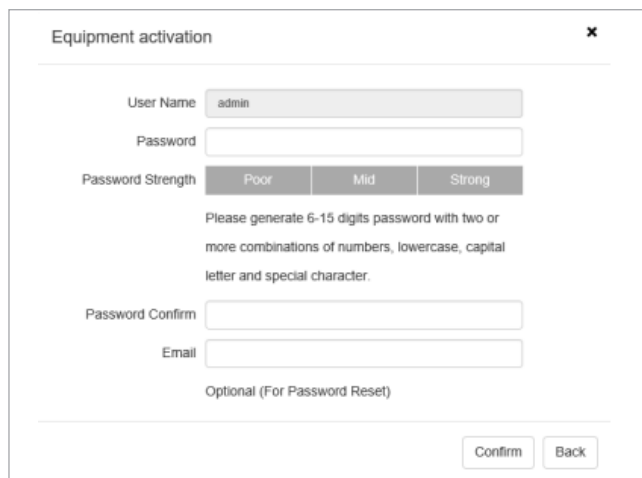 Equipment activation
User Name admin
Password
Password Strength Poor Mid Strong
Please generate 6-15 digits password with two or
more combinations of numbers, lowercase, capital
letter and special character.
Password Confirm
Email
Optional (For Password Reset)
Confirm Back